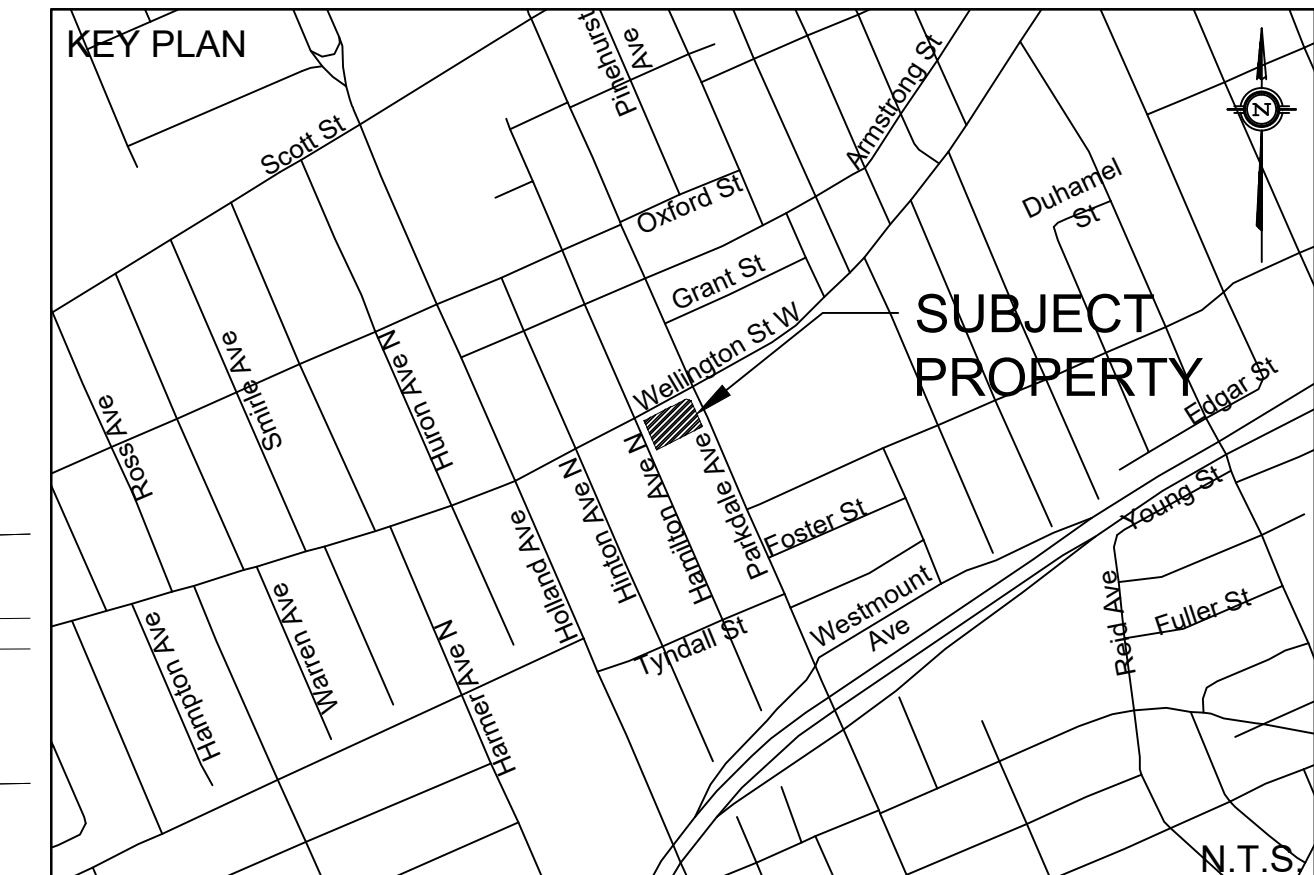 KEY PLAN
Pinehurst
Ave
Armstrong St
N
Scott St
Oxford St
Duhamel
St
Grant St
Wellington St W
SUBJECT
PROPERTY
Smirle Ave
Huron Ave N
Ross Ave
Edgar St
Hinton Ave N
Hamilton Ave N
Parkdale Ave
Holland Ave
Foster St
Young St
Westmount
Ave
Tyndall St
Reid Ave
Fuller St
Hampton Ave
Warren Ave
Harmer Ave N
N.T.S.